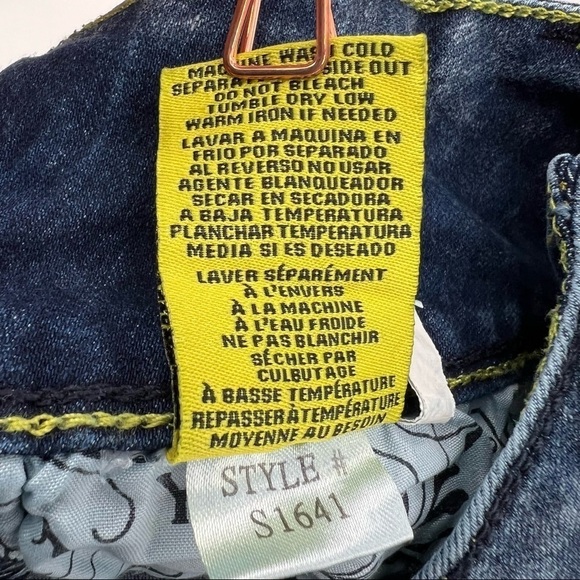 MACHINE WASH COLD
SEPARATE INSIDE OUT
DO NOT BLEACH
TUMBLE DRY LOW
WARM IRON IF NEEDED
LAVAR A MAQUINA EN
FRIO POR SEPARADO
AL REVERSO NO USAR
AGENTE BLANQUEADOR
SECAR EN SECADORA
A BAJA TEMPERATURA
PLANCHAR TEMPERATURA
MEDIA SI ES DESEADO
LAVER SÉPARÉMENT
À L'ENVERS
À LA MACHINE
À L'EAU FROIDE
NE PAS BLANCHIR
SÉCHER PAR
CULBUTAGE
À BASSE TEMPÉRATURE
REPASSER À TEMPÉRATURE
MOYENNE AU BESOIN
STYLE #
S1641